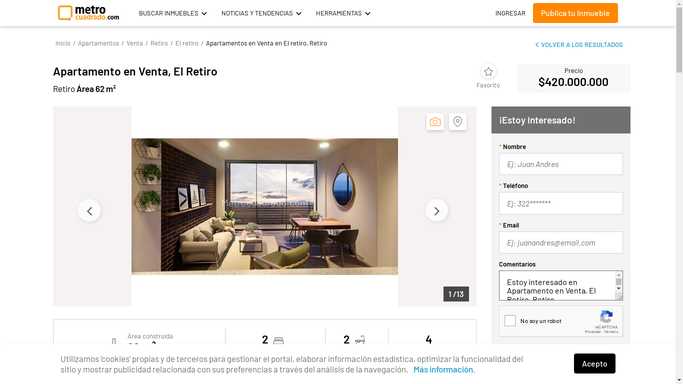 metro
cuadrado.com
BUSCAR INMUEBLES
NOTICIAS Y TENDENCIAS
HERRAMIENTAS
INGRESAR
Publica tu Inmueble
Inicio / Apartamentos / Venta / Retiro / El retiro / Apartamentos en Venta en El retiro, Retiro
VOLVER A LOS RESULTADOS
Apartamento en Venta, El Retiro
Retiro Área 62 m²
Favorito
Precio
$420.000.000
¡Estoy interesado!
* Nombre
Ej: Juan Andres
* Teléfono
Ej: 322*******
* Email
Ej: juanandres@email.com
Comentarios
Estoy interesado en
Apartamento en Venta, El
Retiro, Retiro
1 /13
No soy un robot
reCAPTCHA
Privacidad - Términos
Área construida
2
2
4
Utilizamos 'cookies' propias y de terceros para gestionar el portal, elaborar información estadística, optimizar la funcionalidad del
sitio y mostrar publicidad relacionada con sus preferencias a través del análisis de la navegación. Más información.
Acepto